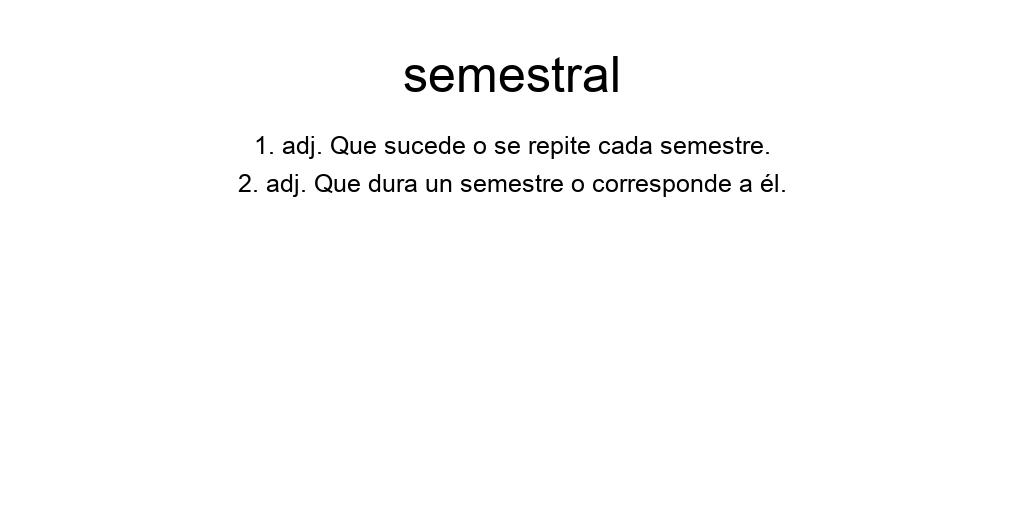 semestral
1. adj. Que sucede o se repite cada semestre.
2. adj. Que dura un semestre o corresponde a él.